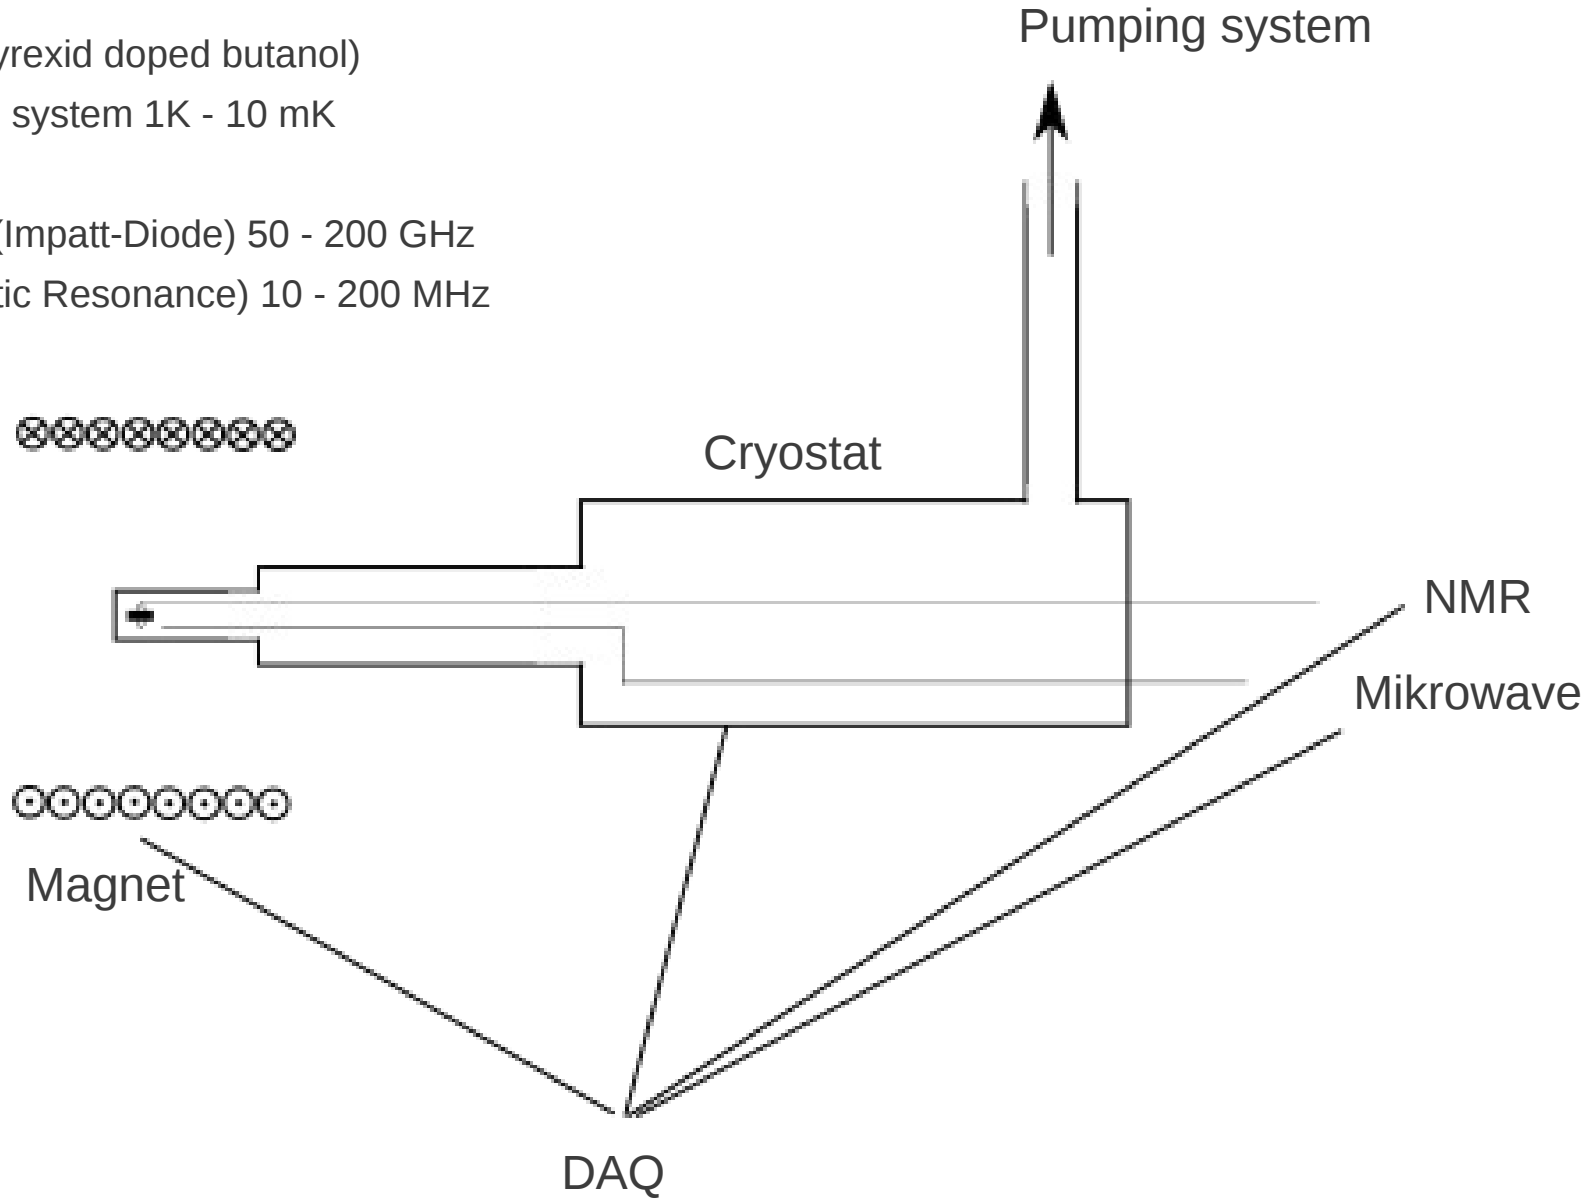 Pumping system
yrexid doped butanol)
system 1K - 10 mK
(Impatt-Diode) 50 - 200 GHz
tic Resonance) 10 - 200 MHz
Cryostat
NMR
Mikrowave
Magnet
DAQ